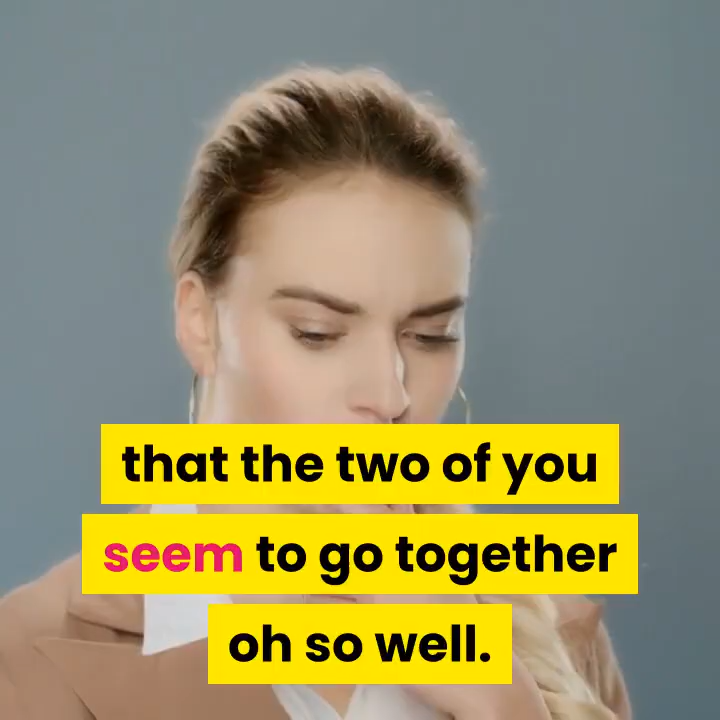 that the two of you
seem to go together
oh so well.